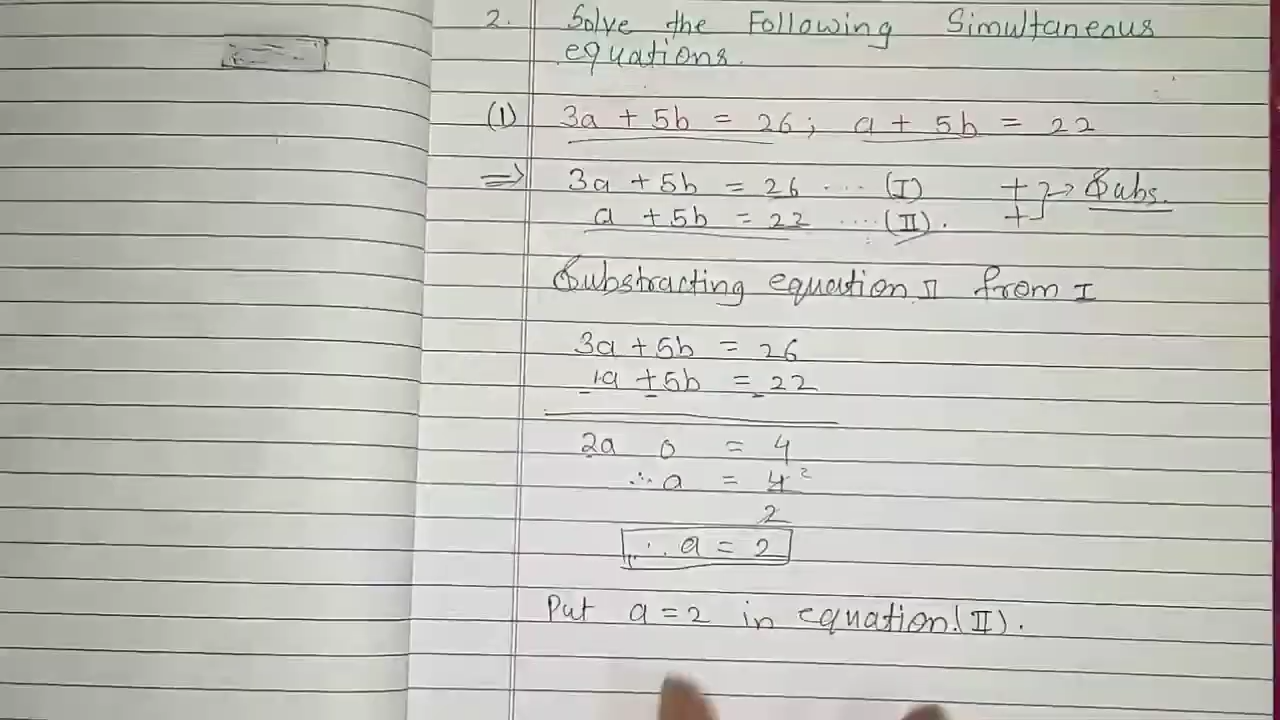 2. Solve the Following Simultaneous
equations.
(1) 3a + 5b = 26; a + 5b = 22
⇒ 3a + 5b = 26 .... (I) + → Subs.
a + 5b = 22 .... (II). +
Substracting equation II from I
3a + 5b = 26
1a + 5b = 22
- - -
2a 0 = 4
∴ a = 4 2
2
∴ a = 2
Put a = 2 in equation (II).